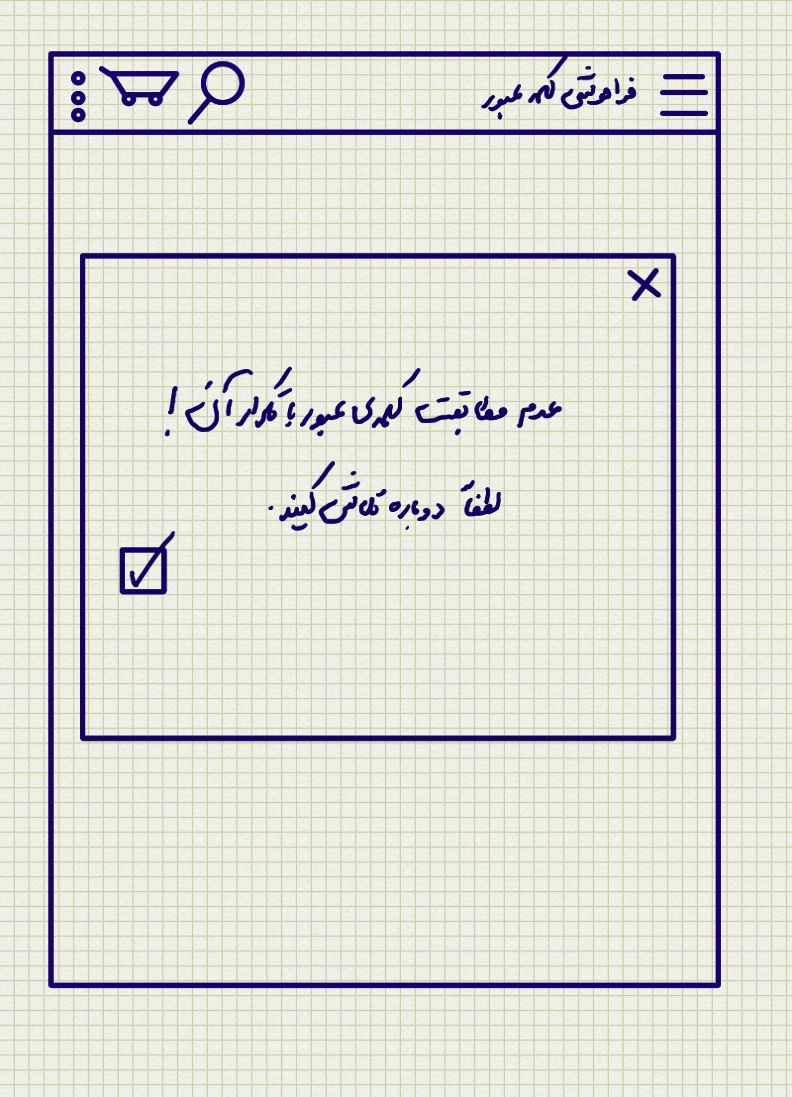 فراموشی کلمه عبور
عدم مطابقت کلمه‌ی عبور با تکرار آن !
لطفاً دوباره تلاش کنید.